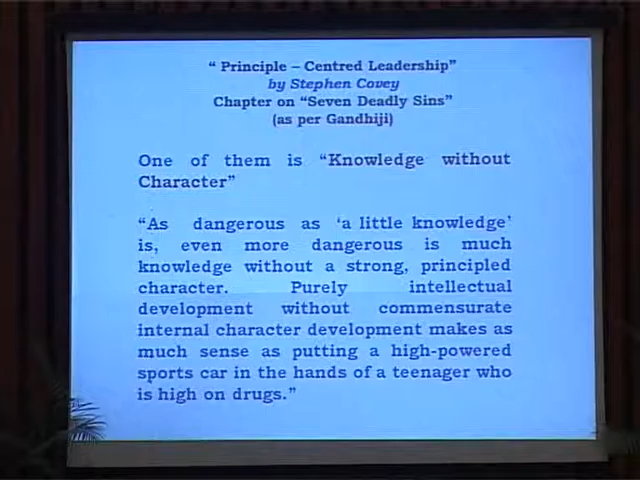 “ Principle – Centred Leadership”
by Stephen Covey
Chapter on “Seven Deadly Sins”
(as per Gandhiji)
One of them is “Knowledge without
Character”
“As dangerous as ‘a little knowledge’
is, even more dangerous is much
knowledge without a strong, principled
character. Purely intellectual
development without commensurate
internal character development makes as
much sense as putting a high-powered
sports car in the hands of a teenager who
is high on drugs.”